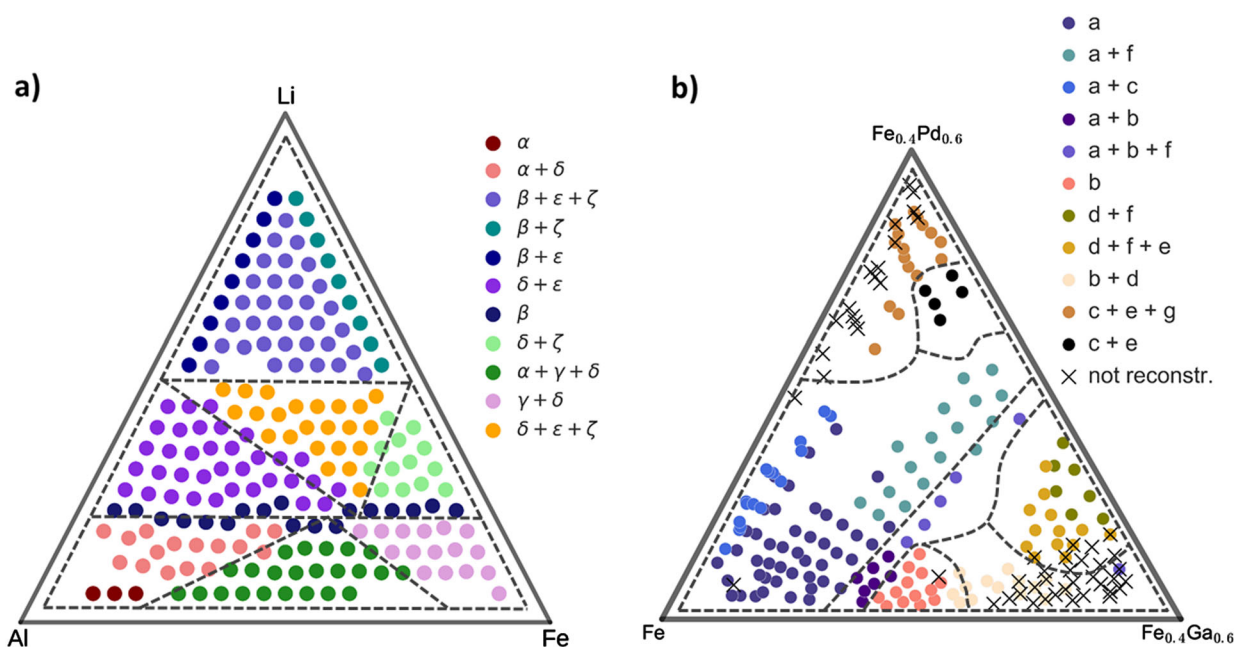 a)
Li
α
α + δ
β + ε + ζ
β + ζ
β + ε
δ + ε
β
δ + ζ
α + γ + δ
γ + δ
δ + ε + ζ
Al
Fe
b)
Fe₀.₄Pd₀.₆
a
a + f
a + c
a + b
a + b + f
b
d + f
d + f + e
b + d
c + e + g
c + e
not reconstr.
Fe
Fe₀.₄Ga₀.₆